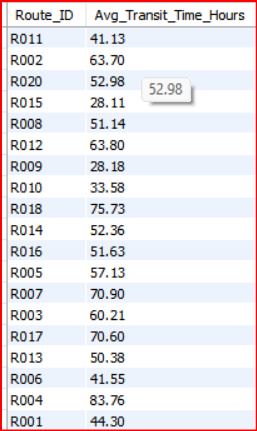 Route_ID Avg_Transit_Time_Hours
R011 41.13
R002 63.70
R020 52.98 52.98
R015 28.11
R008 51.14
R012 63.80
R009 28.18
R010 33.58
R018 75.73
R014 52.36
R016 51.63
R005 57.13
R007 70.90
R003 60.21
R017 70.60
R013 50.38
R006 41.55
R004 83.76
R001 44.30